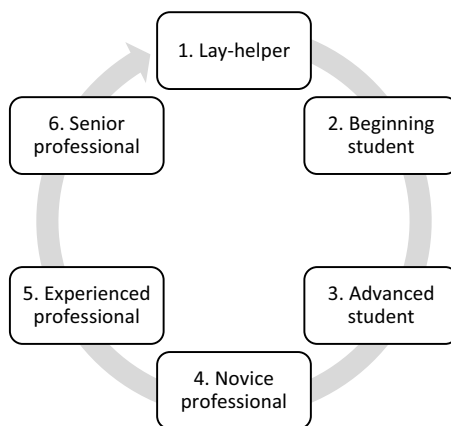 1. Lay-helper
2. Beginning
student
3. Advanced
student
4. Novice
professional
5. Experienced
professional
6. Senior
professional